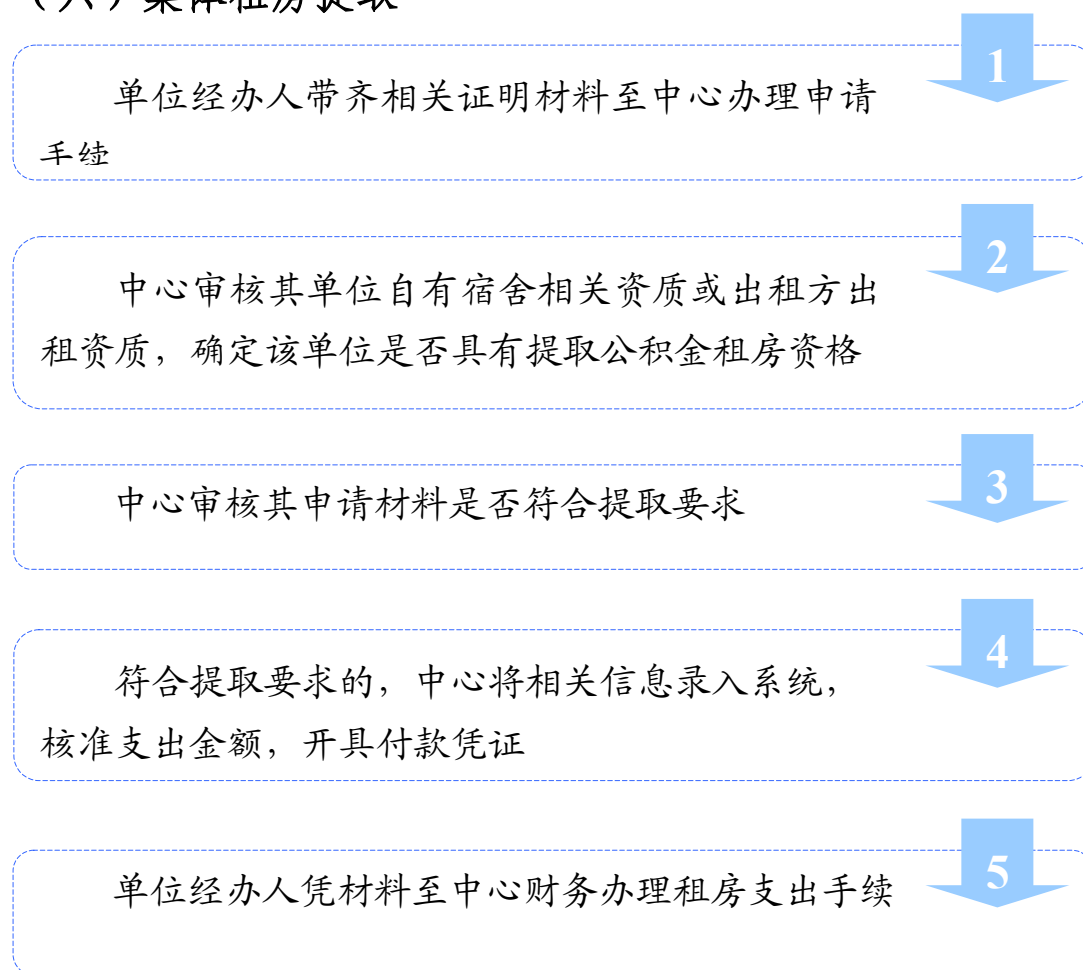 （六）集体租房提取
1
单位经办人带齐相关证明材料至中心办理申请
手续
2
中心审核其单位自有宿舍相关资质或出租方出
租资质，确定该单位是否具有提取公积金租房资格
3
中心审核其申请材料是否符合提取要求
4
符合提取要求的，中心将相关信息录入系统，
核准支出金额，开具付款凭证
5
单位经办人凭材料至中心财务办理租房支出手续